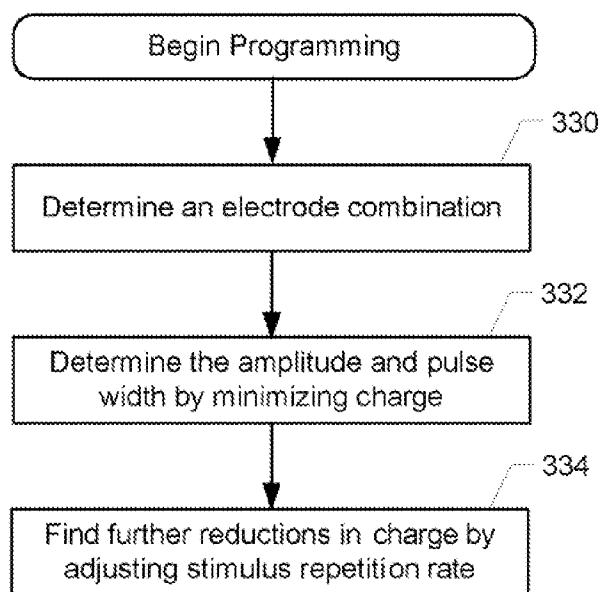 Begin Programming
330
Determine an electrode combination
332
Determine the amplitude and pulse
width by minimizing charge
334
Find further reductions in charge by
adjusting stimulus repetition rate